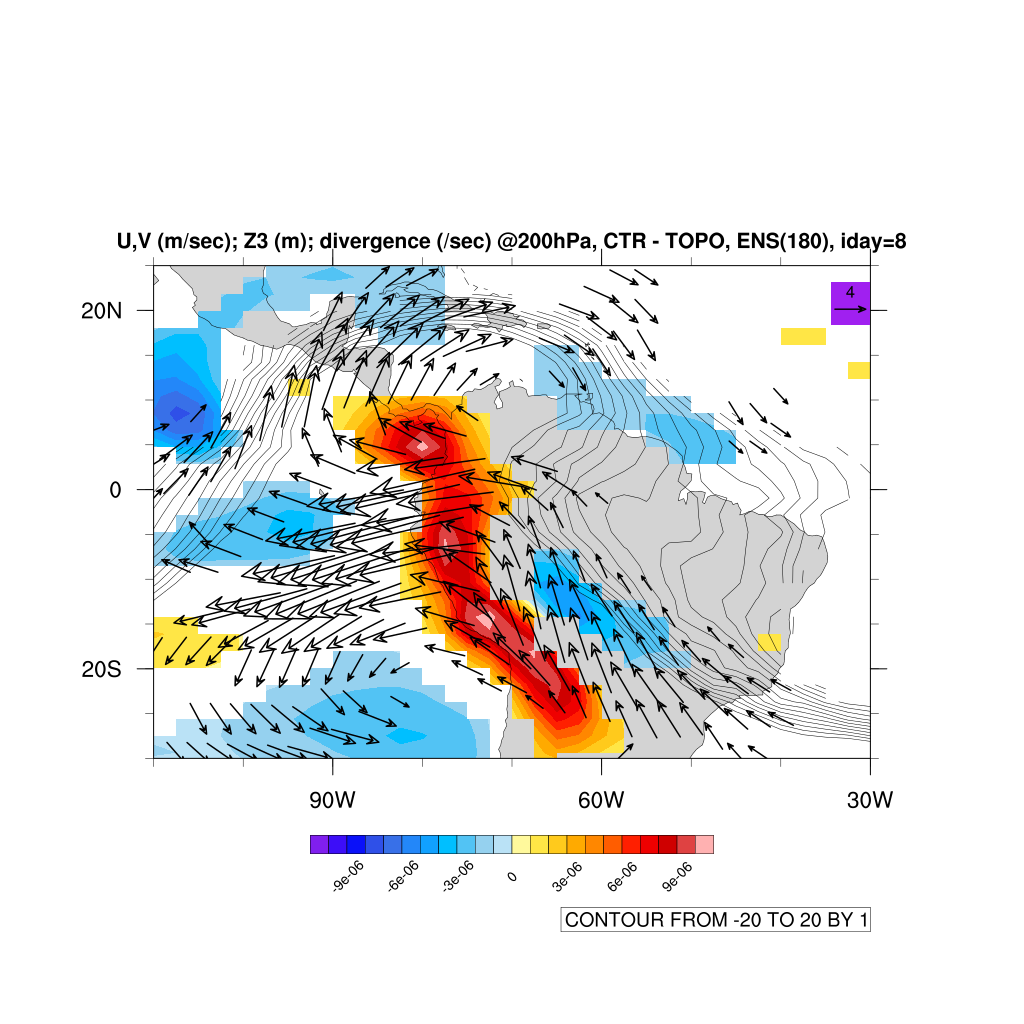 U,V (m/sec); Z3 (m); divergence (/sec) @200hPa, CTR - TOPO, ENS(180), iday=8
4
20N
0
20S
90W 60W 30W
-9e-06 -6e-06 -3e-06 0 3e-06 6e-06 9e-06
CONTOUR FROM -20 TO 20 BY 1